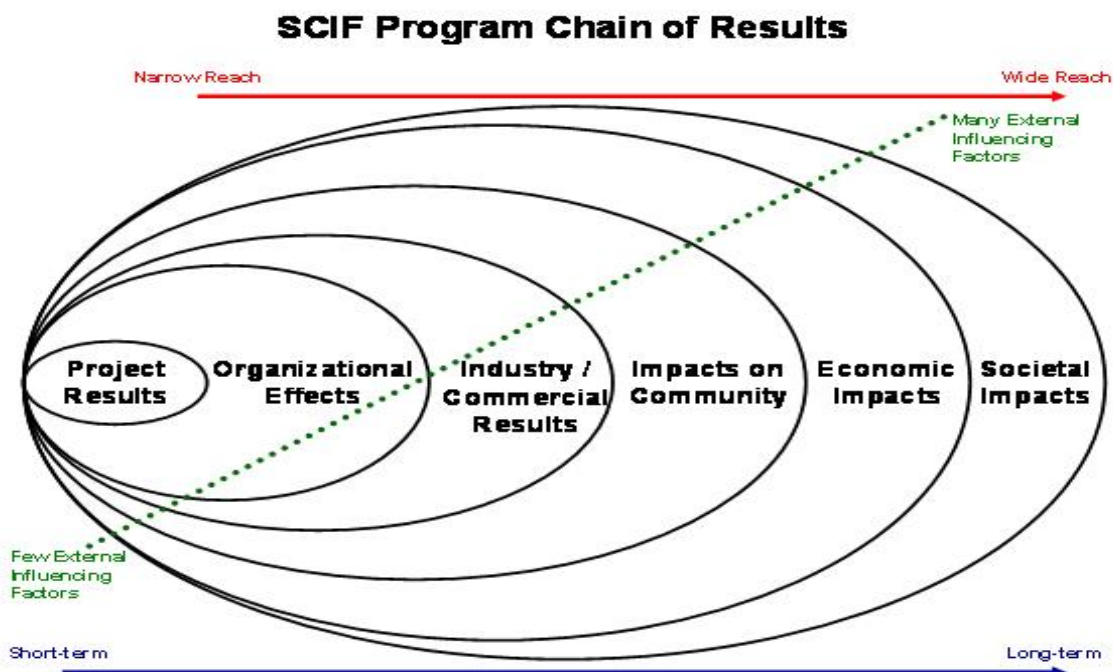 SCIF Program Chain of Results
Narrow Reach
Wide Reach
Many External
Influencing
Factors
Project
Results
Organizational
Effects
Industry /
Commercial
Results
Impacts on
Community
Economic
Impacts
Societal
Impacts
Few External
Influencing
Factors
Short-term
Long-term